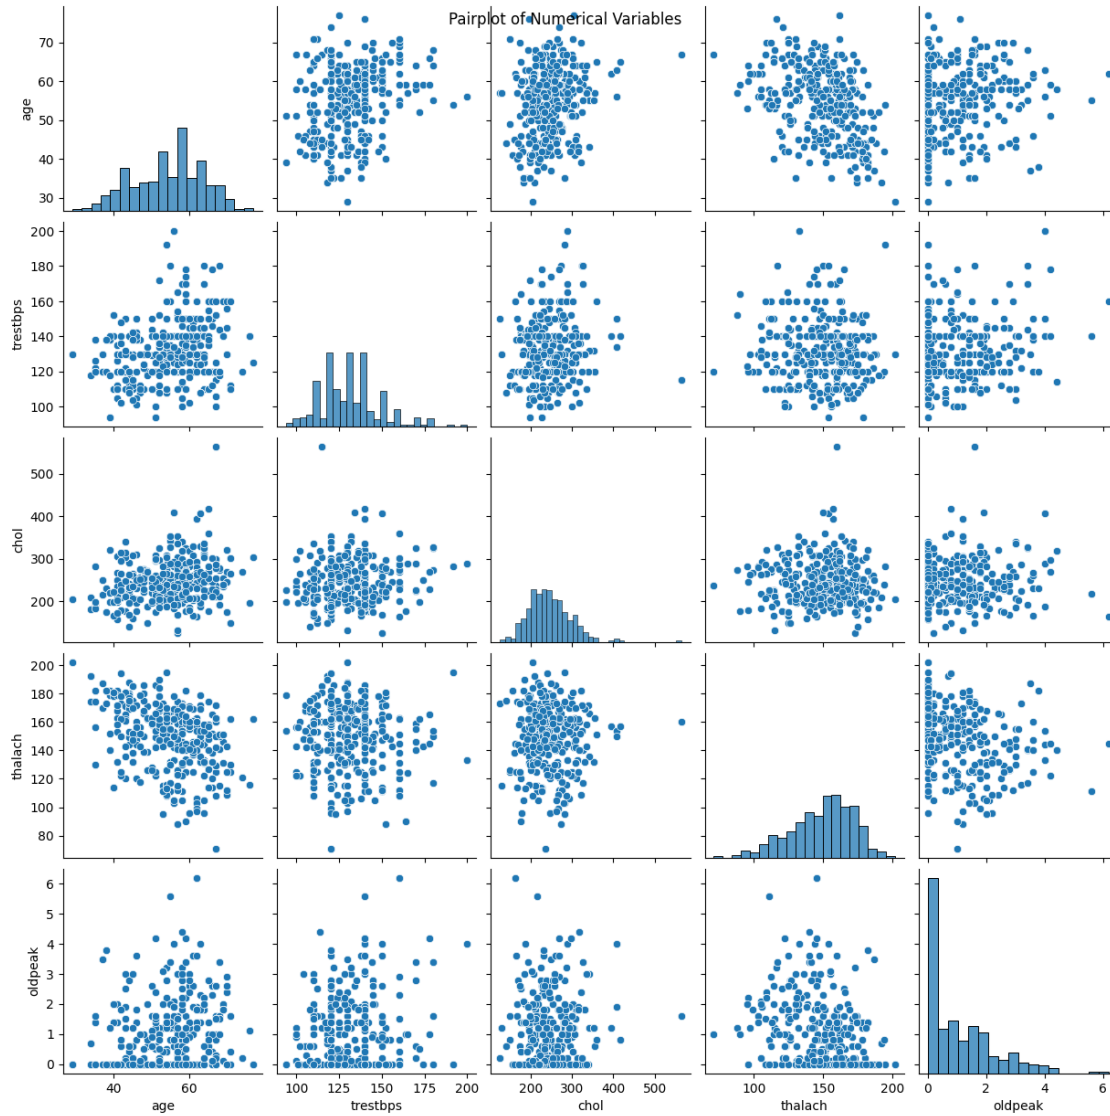 Pairplot of Numerical Variables
age
70
60
50
40
30
trestbps
200
180
160
140
120
100
chol
500
400
300
200
thalach
200
180
160
140
120
100
80
oldpeak
6
5
4
3
2
1
0
40 60
100 125 150 175 200
200 300 400 500
100 150 200
0 2 4 6
age trestbps chol thalach oldpeak